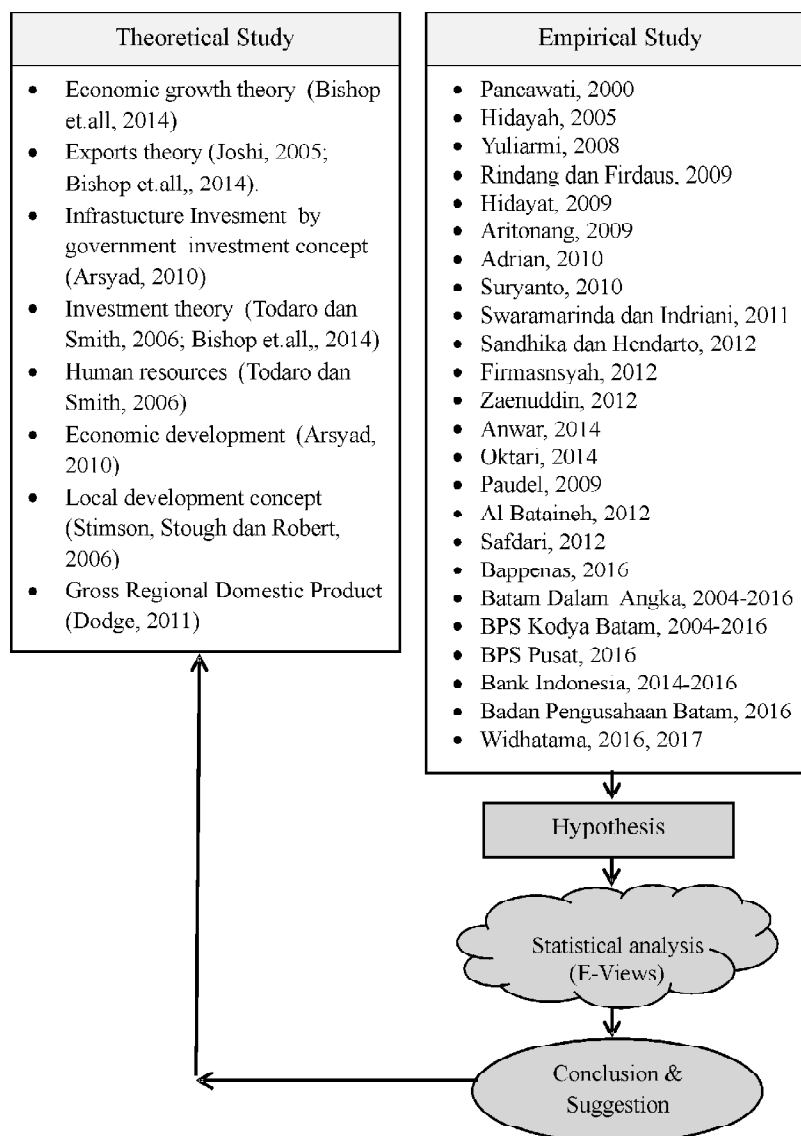 Theoretical Study
• Economic growth theory (Bishop
et.all, 2014)
• Exports theory (Joshi, 2005;
Bishop et.all,, 2014).
• Infrastucture Invesment by
government investment concept
(Arsyad, 2010)
• Investment theory (Todaro dan
Smith, 2006; Bishop et.all,, 2014)
• Human resources (Todaro dan
Smith, 2006)
• Economic development (Arsyad,
2010)
• Local development concept
(Stimson, Stough dan Robert,
2006)
• Gross Regional Domestic Product
(Dodge, 2011)
Empirical Study
• Pancawati, 2000
• Hidayah, 2005
• Yuliarmi, 2008
• Rindang dan Firdaus, 2009
• Hidayat, 2009
• Aritonang, 2009
• Adrian, 2010
• Suryanto, 2010
• Swaramarinda dan Indriani, 2011
• Sandhika dan Hendarto, 2012
• Firmasnsyah, 2012
• Zaenuddin, 2012
• Anwar, 2014
• Oktari, 2014
• Paudel, 2009
• Al Bataineh, 2012
• Safdari, 2012
• Bappenas, 2016
• Batam Dalam Angka, 2004-2016
• BPS Kodya Batam, 2004-2016
• BPS Pusat, 2016
• Bank Indonesia, 2014-2016
• Badan Pengusahaan Batam, 2016
• Widhatama, 2016, 2017
Hypothesis
Statistical analysis
(E-Views)
Conclusion &
Suggestion